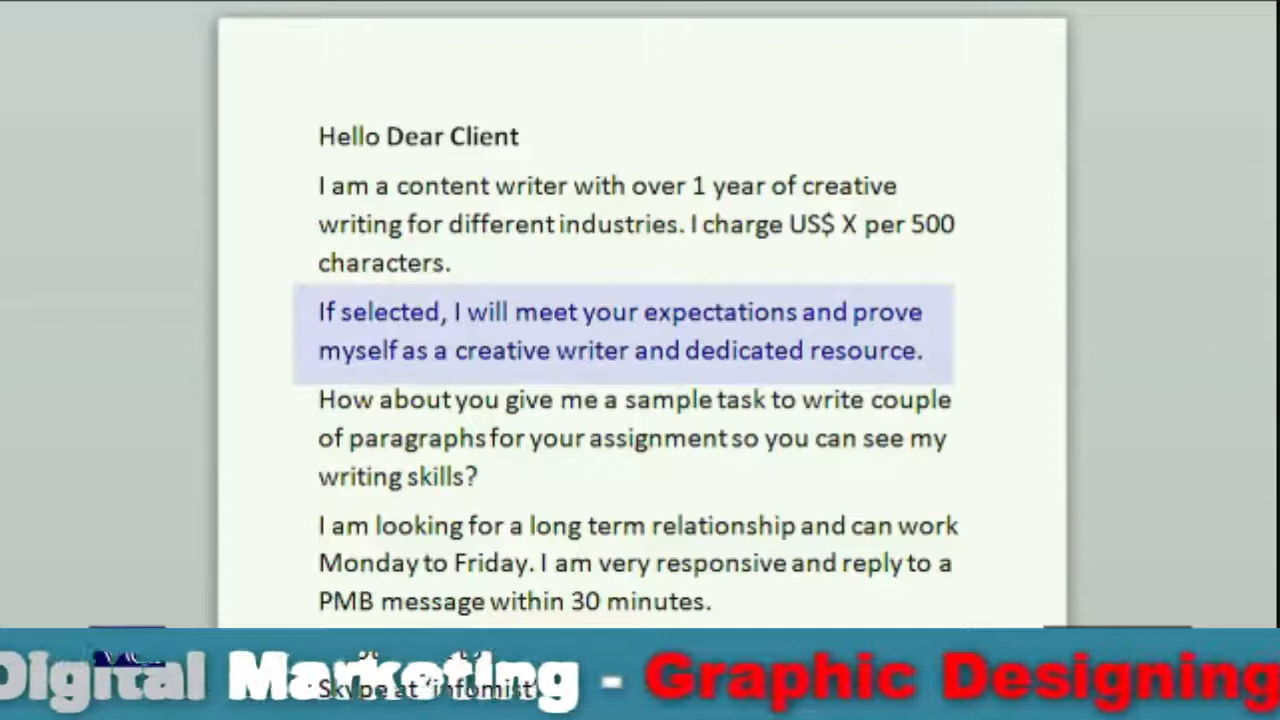 Hello Dear Client
I am a content writer with over 1 year of creative
writing for different industries. I charge US$ X per 500
characters.
If selected, I will meet your expectations and prove
myself as a creative writer and dedicated resource.
How about you give me a sample task to write couple
of paragraphs for your assignment so you can see my
writing skills?
I am looking for a long term relationship and can work
Monday to Friday. I am very responsive and reply to a
PMB message within 30 minutes.
Digital Marketing - Graphic Designing
Skype at